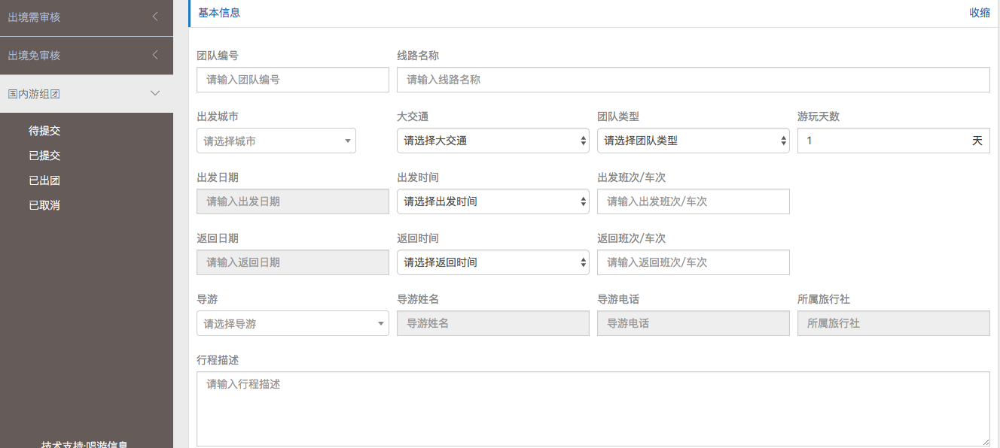 出境需审核
出境免审核
国内游组团
待提交
已提交
已出团
已取消
技术支持:唱游信息
基本信息 收缩
团队编号 线路名称
请输入团队编号 请输入线路名称
出发城市 大交通 团队类型 游玩天数
请选择城市 请选择大交通 请选择团队类型 1 天
出发日期 出发时间 出发班次/车次
请输入出发日期 请选择出发时间 请输入出发班次/车次
返回日期 返回时间 返回班次/车次
请输入返回日期 请选择返回时间 请输入返回班次/车次
导游 导游姓名 导游电话 所属旅行社
请选择导游 导游姓名 导游电话 所属旅行社
行程描述
请输入行程描述